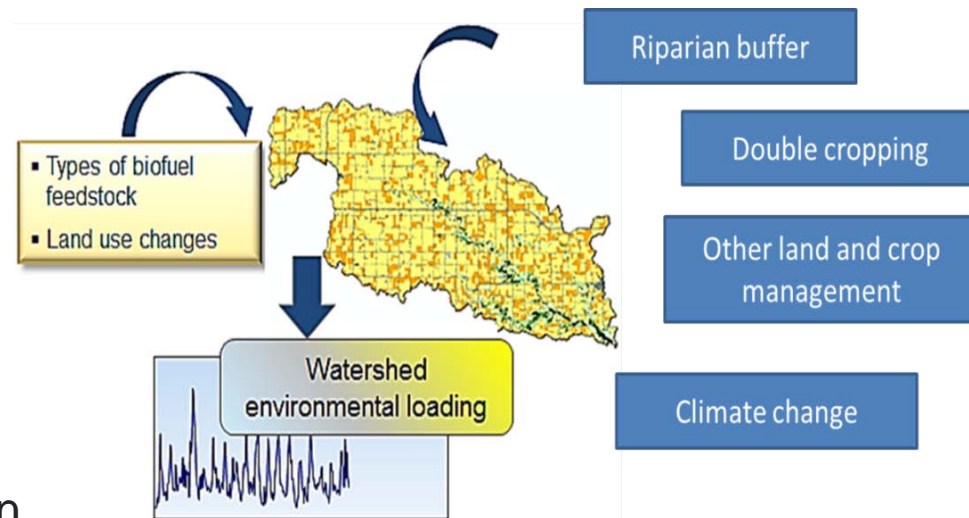 Riparian buffer
▪ Types of biofuel
feedstock
▪ Land use changes
Double cropping
Other land and crop
management
Watershed
environmental loading
Climate change
n